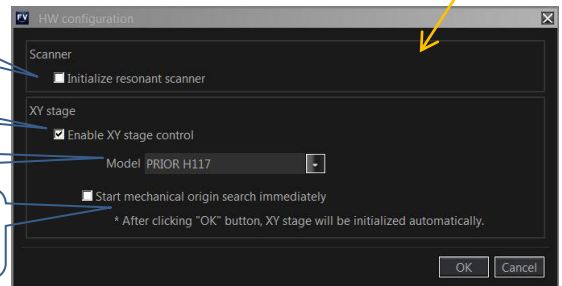 FV HW configuration
Scanner
Initialize resonant scanner
XY stage
Enable XY stage control
Model PRIOR H117
Start mechanical origin search immediately
* After clicking "OK" button, XY stage will be initialized automatically.
OK Cancel